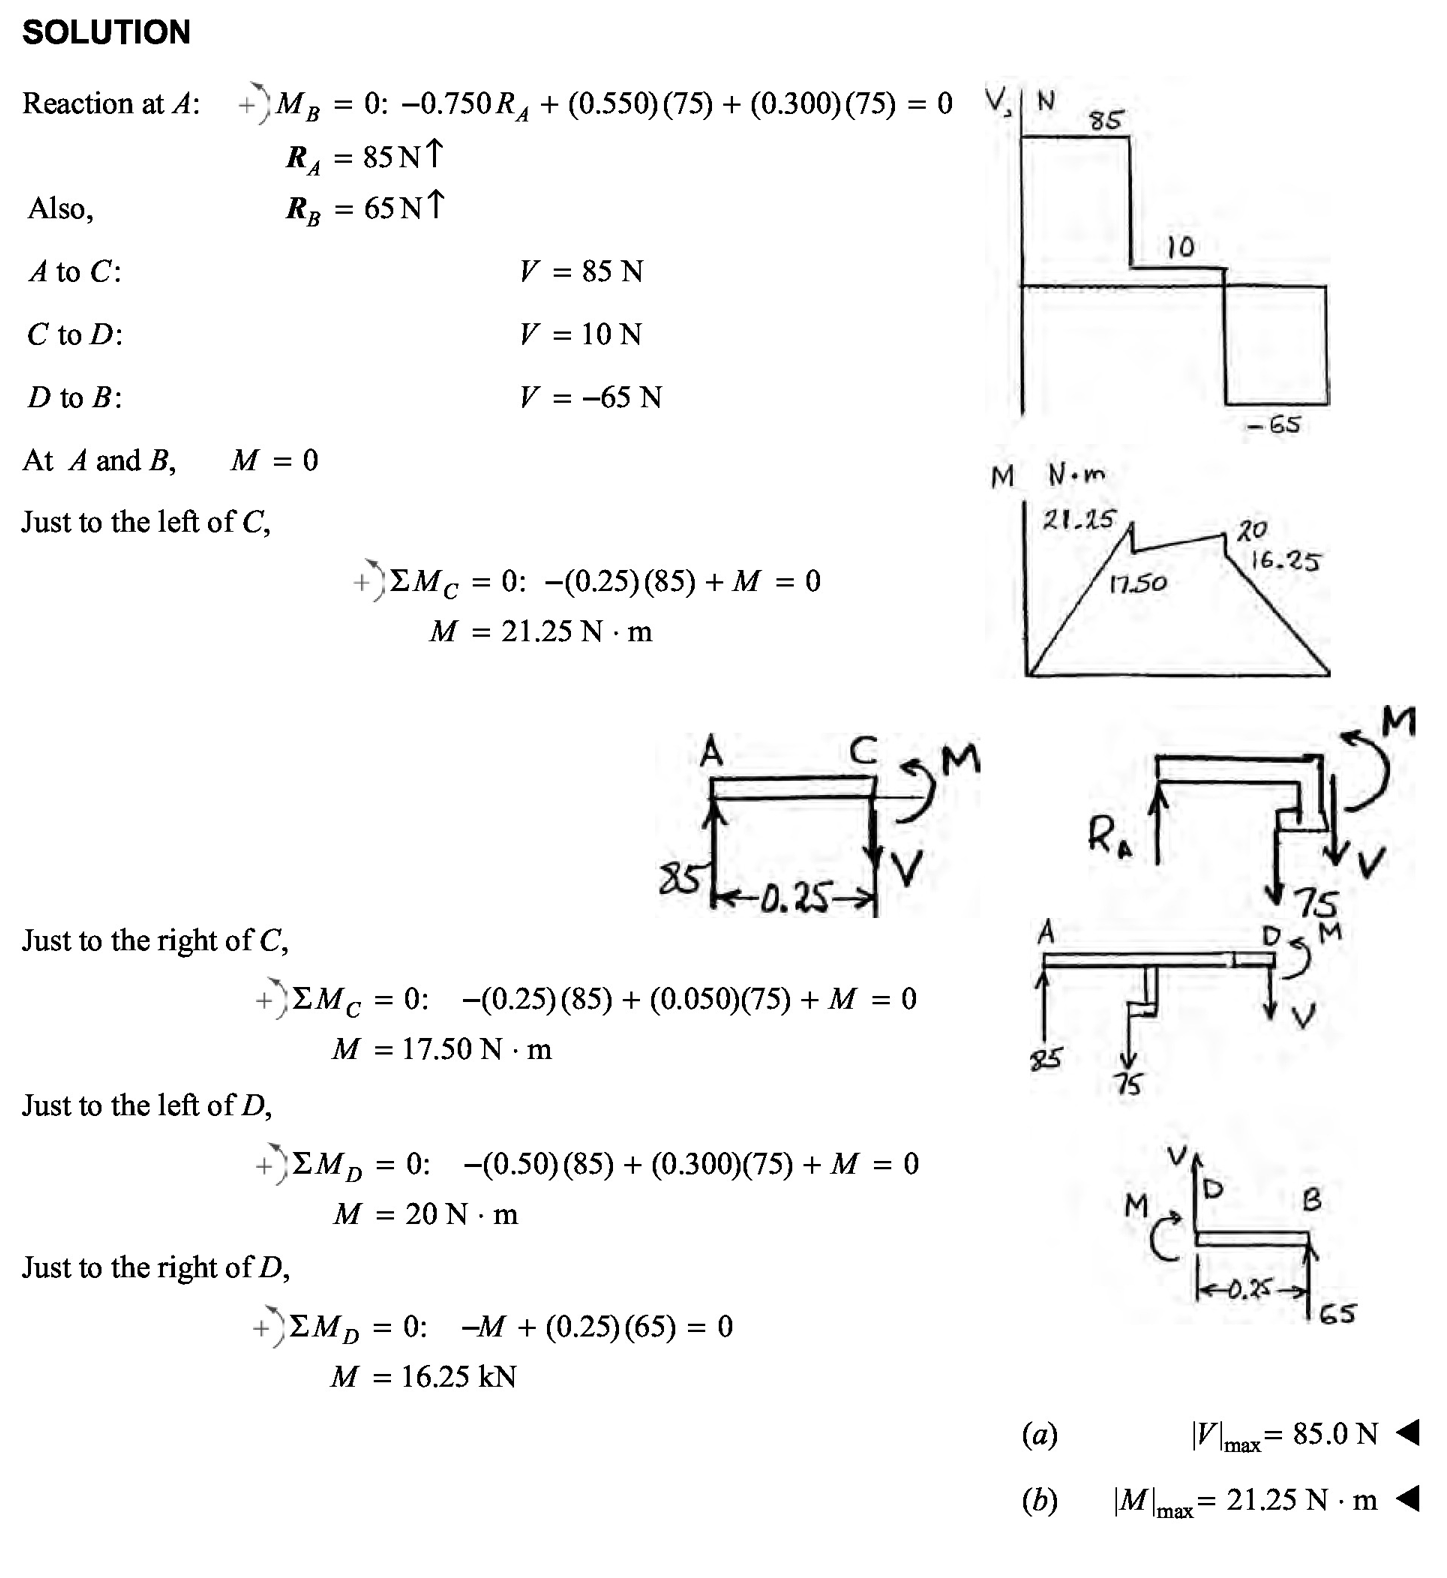 SOLUTION
Reaction at A: +) M_B = 0: −0.750 R_A + (0.550)(75) + (0.300)(75) = 0
R_A = 85 N ↑
Also, R_B = 65 N ↑
A to C: V = 85 N
C to D: V = 10 N
D to B: V = −65 N
At A and B, M = 0
Just to the left of C,
+) ΣM_C = 0: −(0.25)(85) + M = 0
M = 21.25 N · m
V, N
85
10
−65
M N·m
21.25
20
16.25
17.50
A C M
85
V
0.25
M
R_A
V
75
Just to the right of C,
+) ΣM_C = 0: −(0.25)(85) + (0.050)(75) + M = 0
M = 17.50 N · m
A D M
V
85
75
Just to the left of D,
+) ΣM_D = 0: −(0.50)(85) + (0.300)(75) + M = 0
M = 20 N · m
V
D B
M
0.25
65
Just to the right of D,
+) ΣM_D = 0: −M + (0.25)(65) = 0
M = 16.25 kN
(a) |V|max = 85.0 N ◀
(b) |M|max = 21.25 N · m ◀